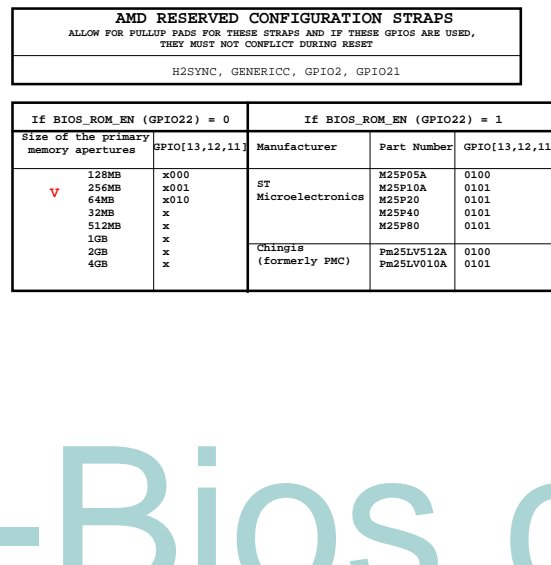 AMD RESERVED CONFIGURATION STRAPS
ALLOW FOR PULLUP PADS FOR THESE STRAPS AND IF THESE GPIOS ARE USED,
THEY MUST NOT CONFLICT DURING RESET
H2SYNC, GENERICC, GPIO2, GPIO21
If BIOS_ROM_EN (GPIO22) = 0 If BIOS_ROM_EN (GPIO22) = 1
Size of the primary
memory apertures GPIO[13,12,11] Manufacturer Part Number GPIO[13,12,11
128MB x000 M25P05A 0100
V 256MB x001 ST M25P10A 0101
64MB x010 Microelectronics M25P20 0101
32MB x M25P40 0101
512MB x M25P80 0101
1GB x
2GB x Chingis Pm25LV512A 0100
4GB x (formerly PMC) Pm25LV010A 0101
-Bios